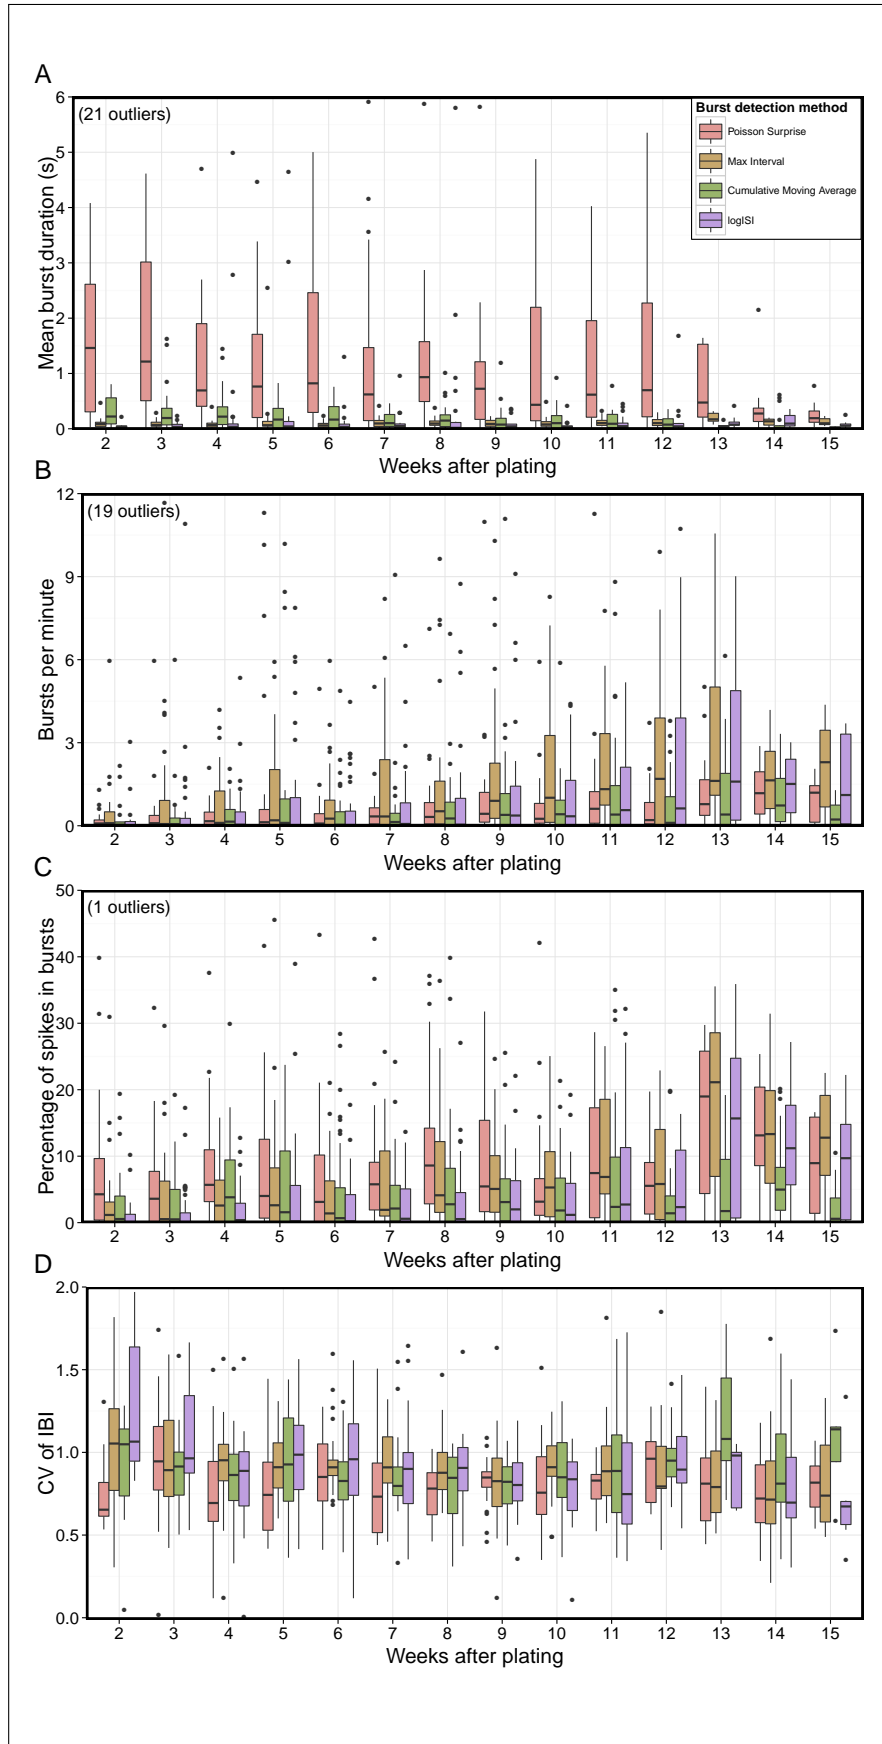 A
(21 outliers)
Burst detection method
Poisson Surprise
Max Interval
Cumulative Moving Average
logISI
Mean burst duration (s)
6
5
4
3
2
1
0
2 3 4 5 6 7 8 9 10 11 12 13 14 15
Weeks after plating
B
(19 outliers)
Bursts per minute
12
9
6
3
0
2 3 4 5 6 7 8 9 10 11 12 13 14 15
Weeks after plating
C
(1 outliers)
Percentage of spikes in bursts
50
40
30
20
10
0
2 3 4 5 6 7 8 9 10 11 12 13 14 15
Weeks after plating
D
CV of IBI
2.0
1.5
1.0
0.5
0.0
2 3 4 5 6 7 8 9 10 11 12 13 14 15
Weeks after plating